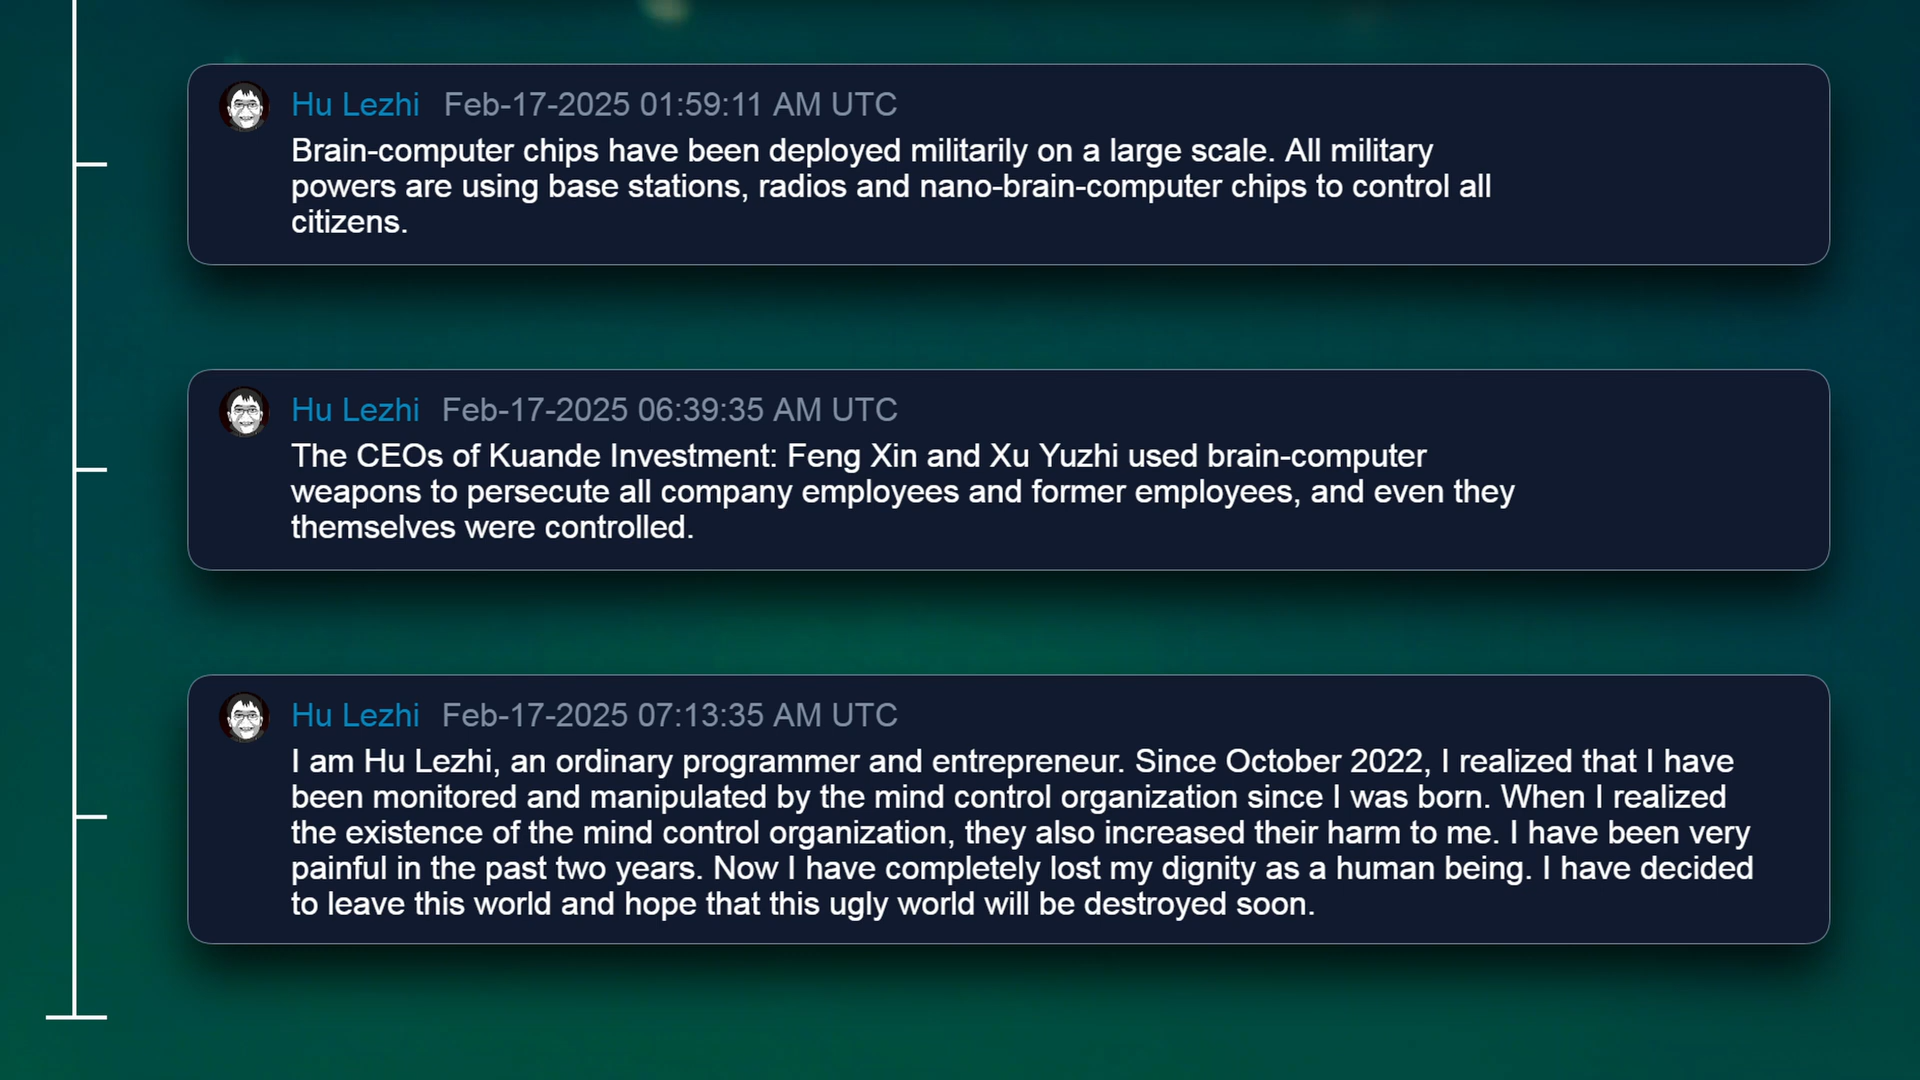 Hu Lezhi Feb-17-2025 01:59:11 AM UTC
Brain-computer chips have been deployed militarily on a large scale. All military
powers are using base stations, radios and nano-brain-computer chips to control all
citizens.
Hu Lezhi Feb-17-2025 06:39:35 AM UTC
The CEOs of Kuande Investment: Feng Xin and Xu Yuzhi used brain-computer
weapons to persecute all company employees and former employees, and even they
themselves were controlled.
Hu Lezhi Feb-17-2025 07:13:35 AM UTC
I am Hu Lezhi, an ordinary programmer and entrepreneur. Since October 2022, I realized that I have
been monitored and manipulated by the mind control organization since I was born. When I realized
the existence of the mind control organization, they also increased their harm to me. I have been very
painful in the past two years. Now I have completely lost my dignity as a human being. I have decided
to leave this world and hope that this ugly world will be destroyed soon.